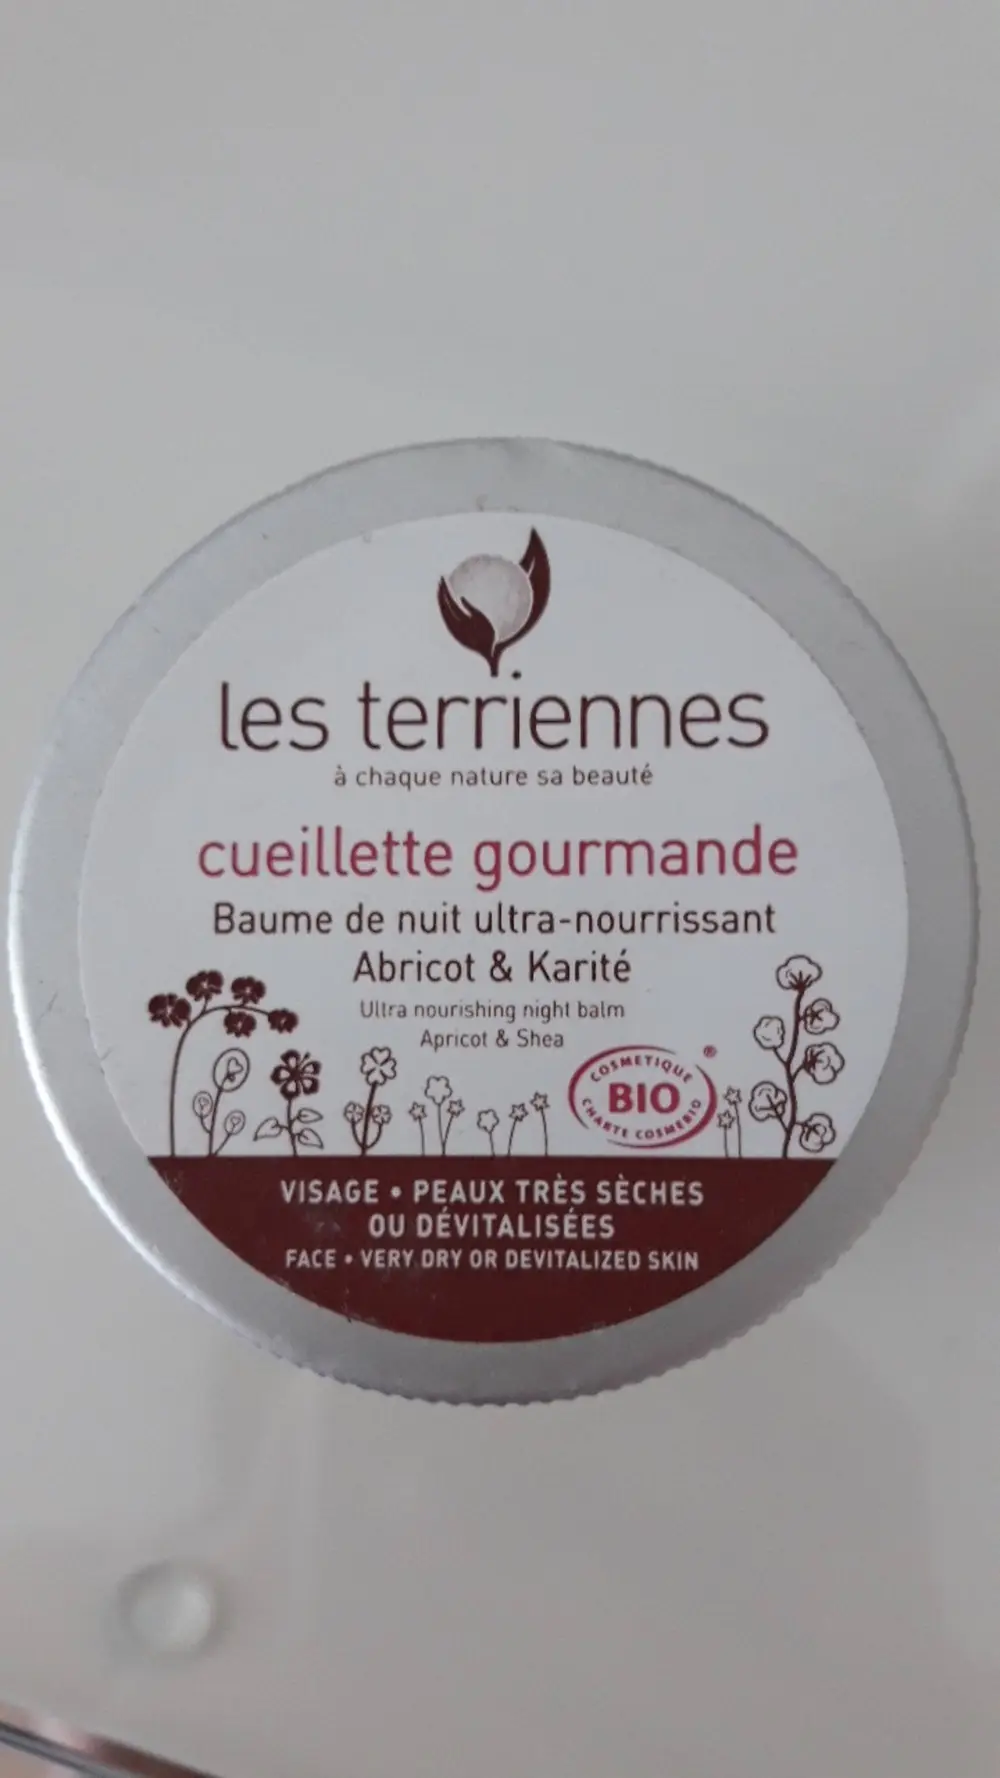 les terriennes
à chaque nature sa beauté
cueillette gourmande
Baume de nuit ultra-nourrissant
Abricot & Karité
Ultra nourishing night balm
Apricot & Shea
COSMETIQUE ®
BIO
CHARTE COSMEBIO
VISAGE • PEAUX TRÈS SÈCHES
OU DÉVITALISÉES
FACE • VERY DRY OR DEVITALIZED SKIN